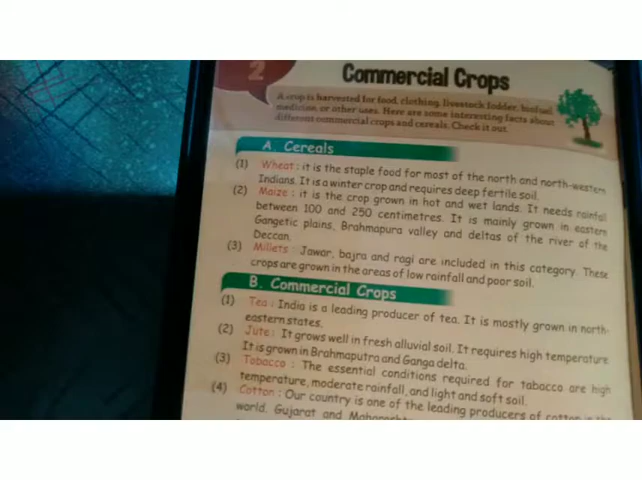 2
Commercial Crops
A crop is harvested for food, clothing, livestock fodder, biofuel,
medicine, or other uses. Here are some interesting facts about
different commercial crops and cereals. Check it out.
A. Cereals
(1) Wheat : it is the staple food for most of the north and north-western
Indians. It is a winter crop and requires deep fertile soil.
(2) Maize : it is the crop grown in hot and wet lands. It needs rainfall
between 100 and 250 centimetres. It is mainly grown in eastern
Gangetic plains, Brahmapura valley and deltas of the river of the
Deccan.
(3) Millets : Jawar, bajra and ragi are included in this category. These
crops are grown in the areas of low rainfall and poor soil.
B. Commercial Crops
(1) Tea : India is a leading producer of tea. It is mostly grown in north-
eastern states.
(2) Jute : It grows well in fresh alluvial soil. It requires high temperature.
It is grown in Brahmaputra and Ganga delta.
(3) Tobacco : The essential conditions required for tobacco are high
temperature, moderate rainfall, and light and soft soil.
(4) Cotton : Our country is one of the leading producers of cotton in the
world. Gujarat and